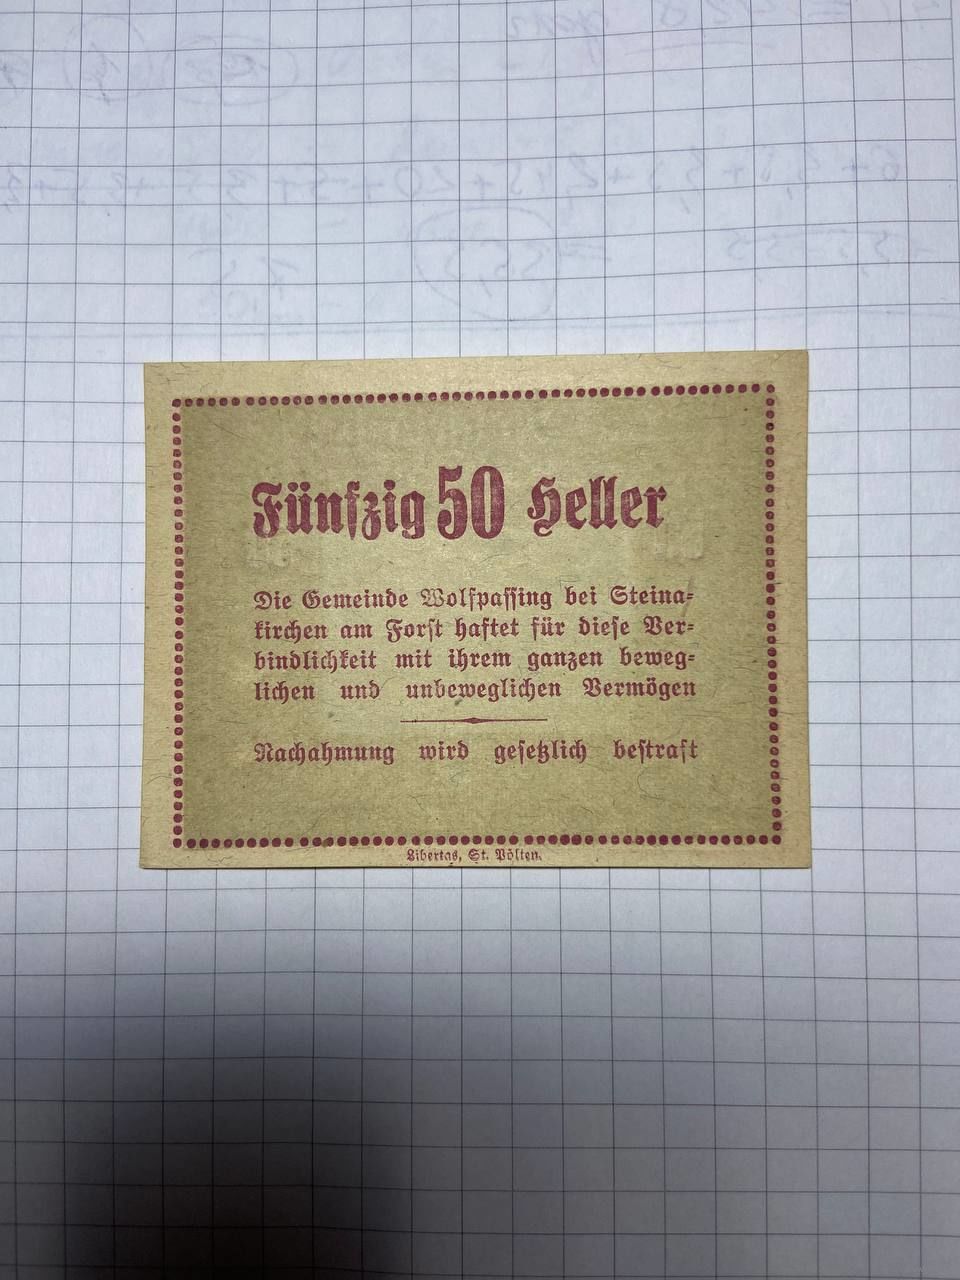 Fünfzig 50 Heller
Die Gemeinde Wolfpassing bei Steina-
kirchen am Forst haftet für diese Ver-
bindlichkeit mit ihrem ganzen beweg-
lichen und unbeweglichen Vermögen
Nachahmung wird gesetzlich bestraft
Libertas, St. Pölten.